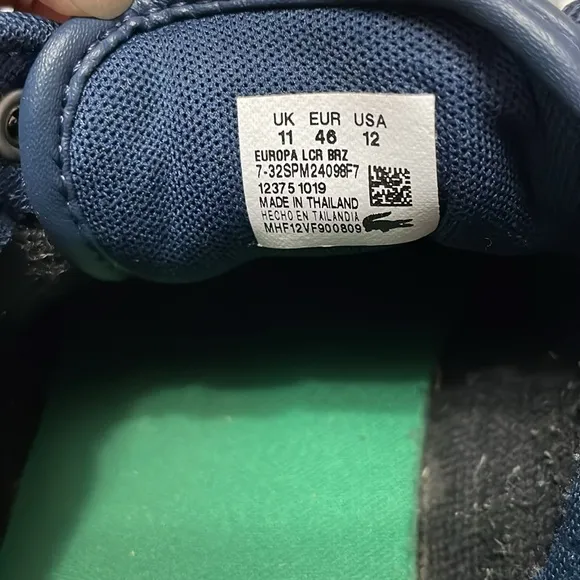 UK EUR USA
11 46 12
EUROPA LCR BRZ
7-32SPM24098F7
12375 1019
MADE IN THAILAND
HECHO EN TAILANDIA
MHF12VF900809